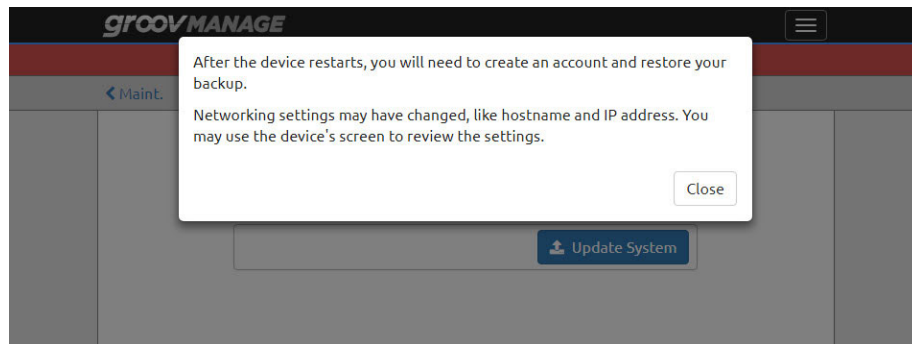 groov MANAGE
After the device restarts, you will need to create an account and restore your
backup.
Maint.
Networking settings may have changed, like hostname and IP address. You
may use the device's screen to review the settings.
Close
Update System